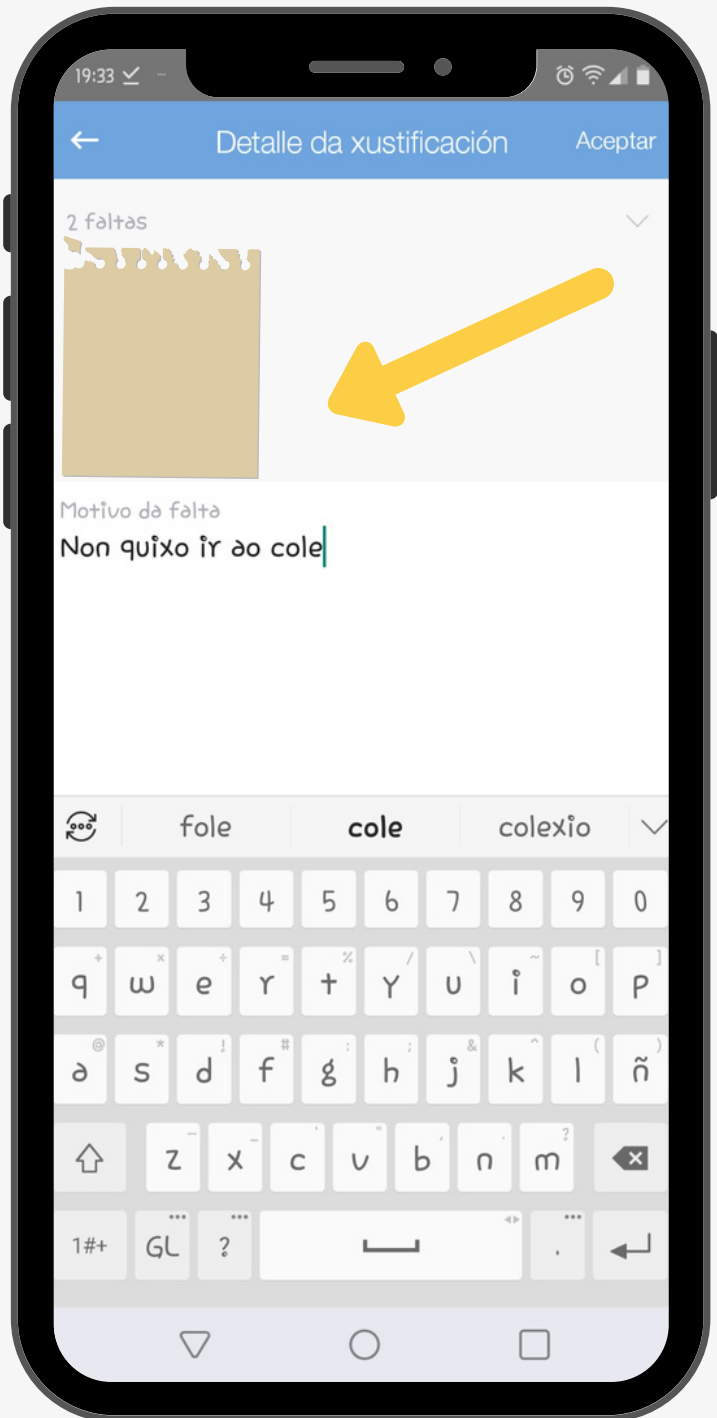 19:33
Detalle da xustificación Aceptar
2 faltas
Motivo da falta
Non quixo ir ao cole
fole cole colexio
1 2 3 4 5 6 7 8 9 0
+ × ÷ = % / \ ~ [ ]
q w e r t y u i o p
@ * ! # : ; & ^ ( )
a s d f g h j k l ñ
z x c v b n m ?
1#+ GL ? .